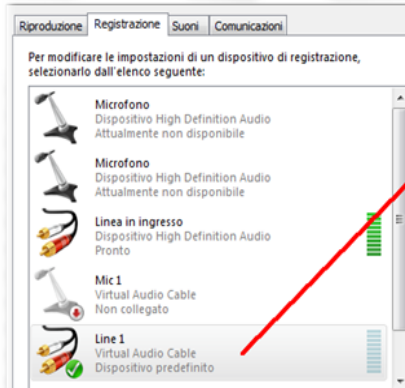 Riproduzione Registrazione Suoni Comunicazioni
Per modificare le impostazioni di un dispositivo di registrazione,
selezionarlo dall'elenco seguente:
Microfono
Dispositivo High Definition Audio
Attualmente non disponibile
Microfono
Dispositivo High Definition Audio
Attualmente non disponibile
Linea in ingresso
Dispositivo High Definition Audio
Pronto
Mic 1
Virtual Audio Cable
Non collegato
Line 1
Virtual Audio Cable
Dispositivo predefinito